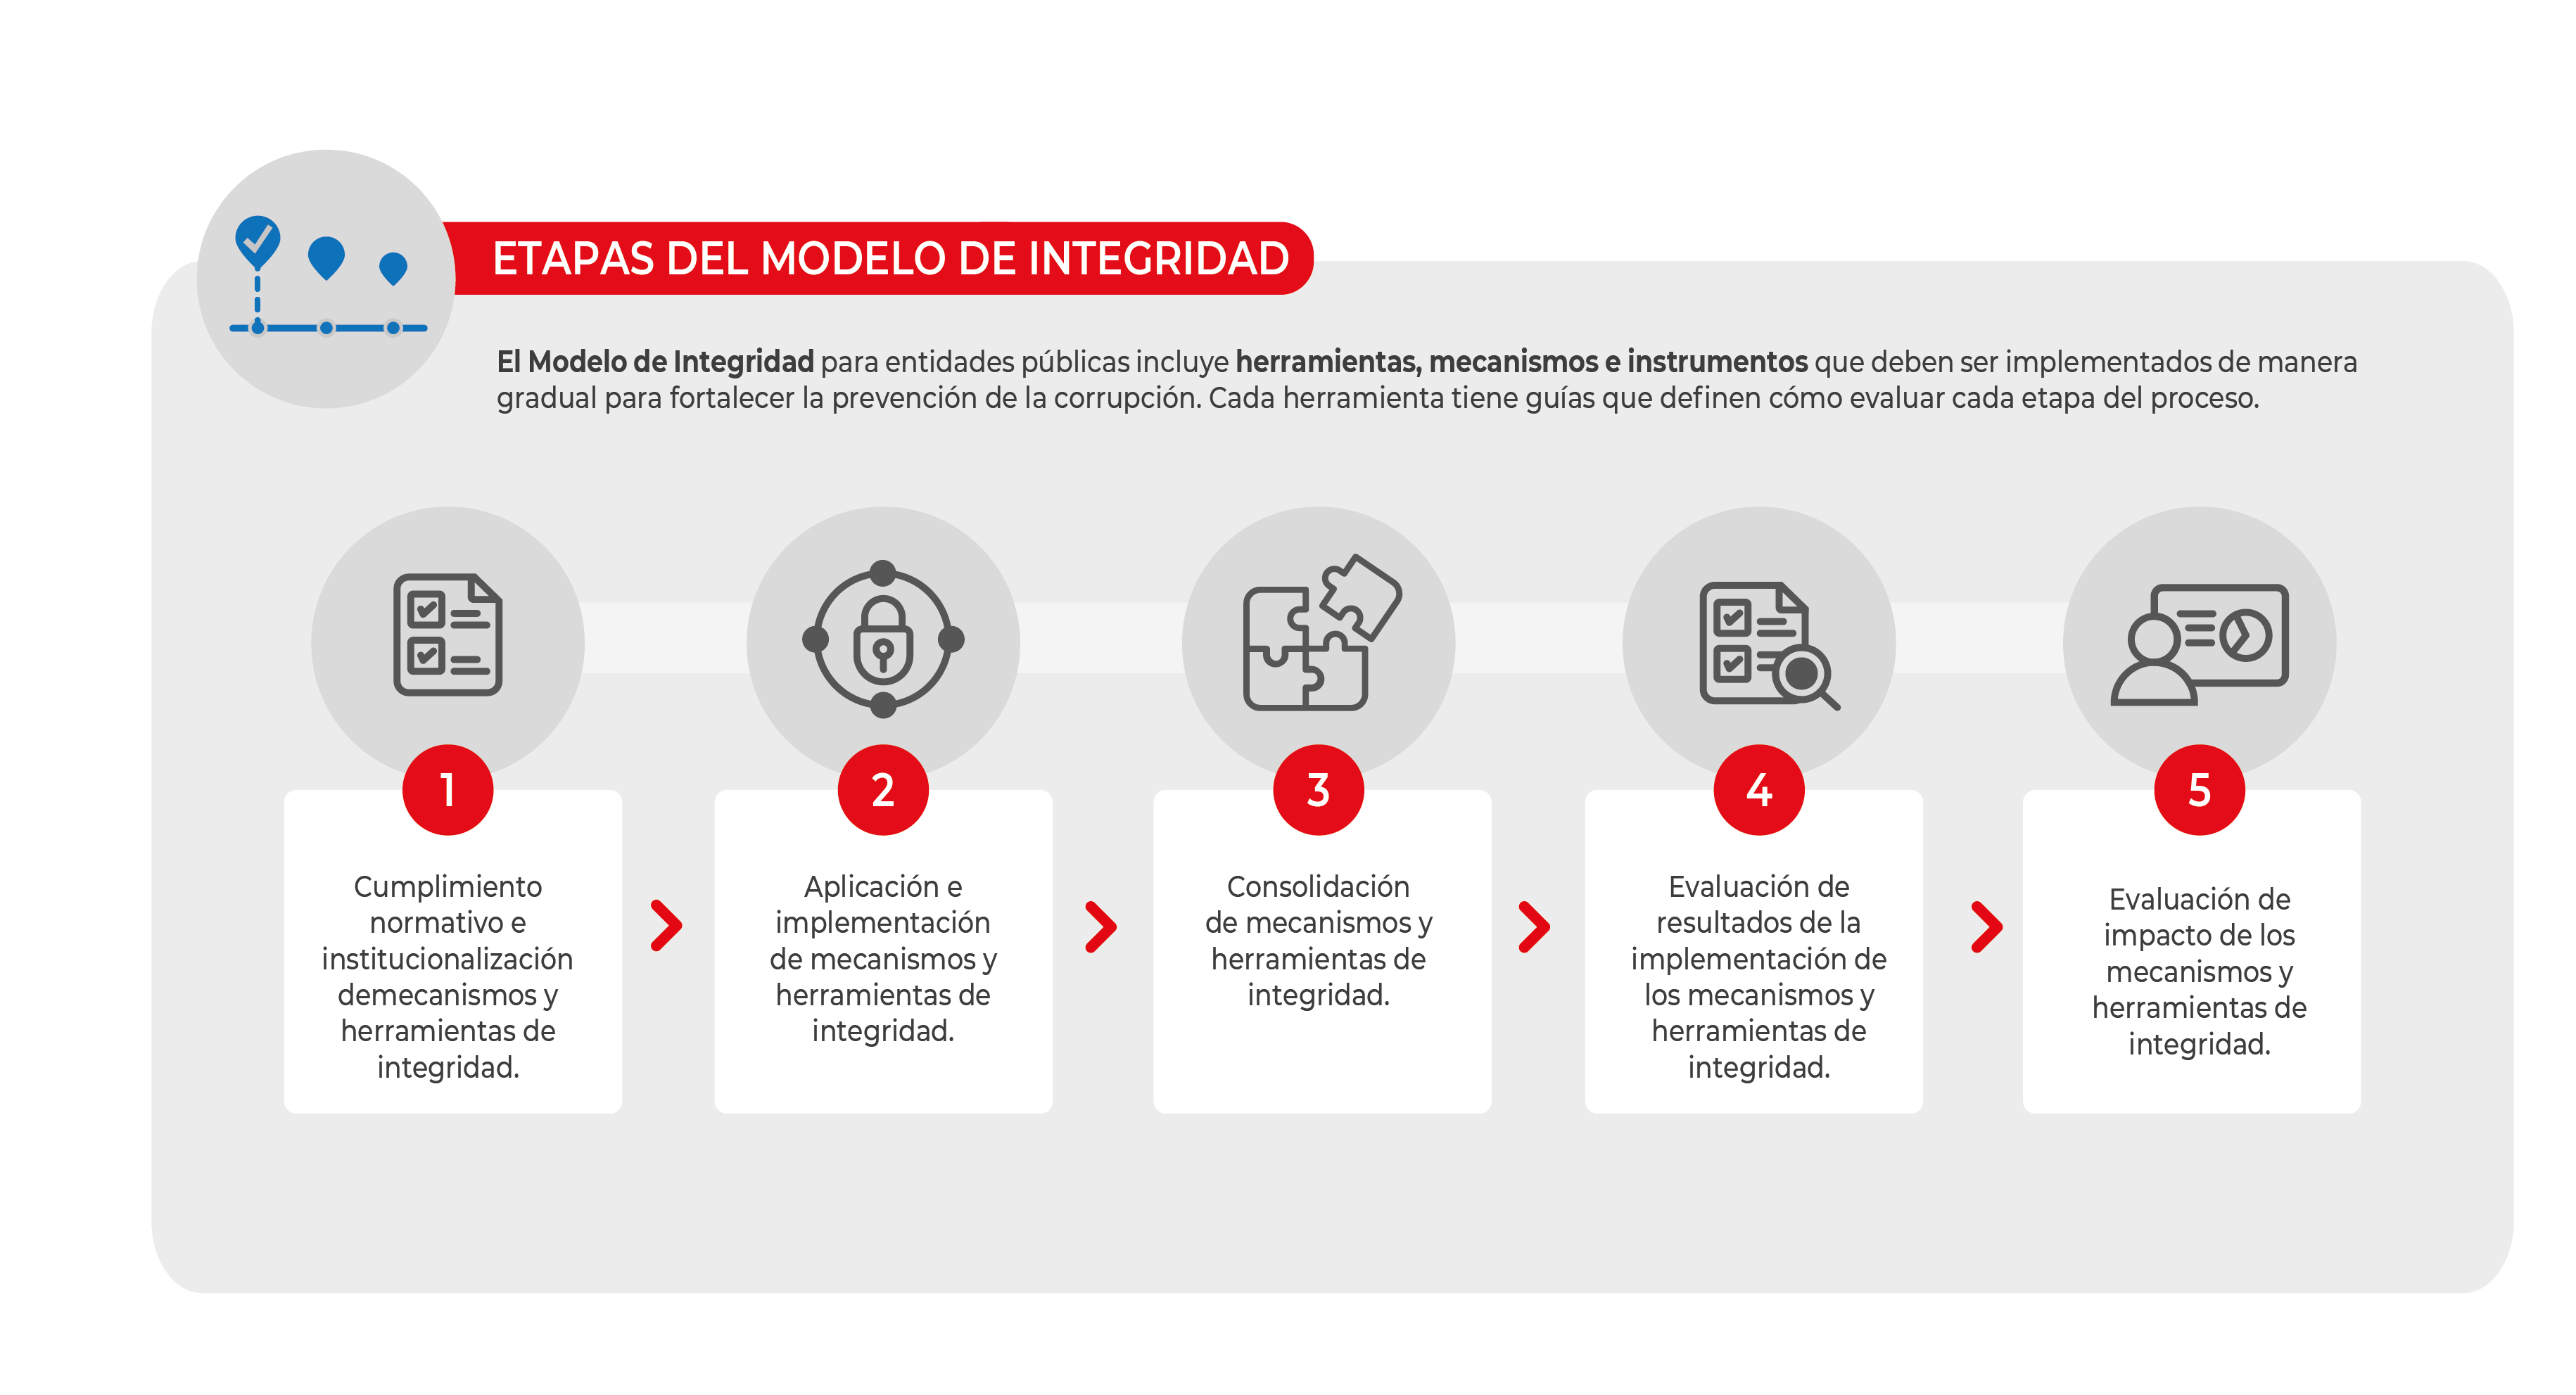 ETAPAS DEL MODELO DE INTEGRIDAD
El Modelo de Integridad para entidades públicas incluye herramientas, mecanismos e instrumentos que deben ser implementados de manera
gradual para fortalecer la prevención de la corrupción. Cada herramienta tiene guías que definen cómo evaluar cada etapa del proceso.
1
Cumplimiento
normativo e
institucionalización
demecanismos y
herramientas de
integridad.
2
Aplicación e
implementación
de mecanismos y
herramientas de
integridad.
3
Consolidación
de mecanismos y
herramientas de
integridad.
4
Evaluación de
resultados de la
implementación de
los mecanismos y
herramientas de
integridad.
5
Evaluación de
impacto de los
mecanismos y
herramientas de
integridad.